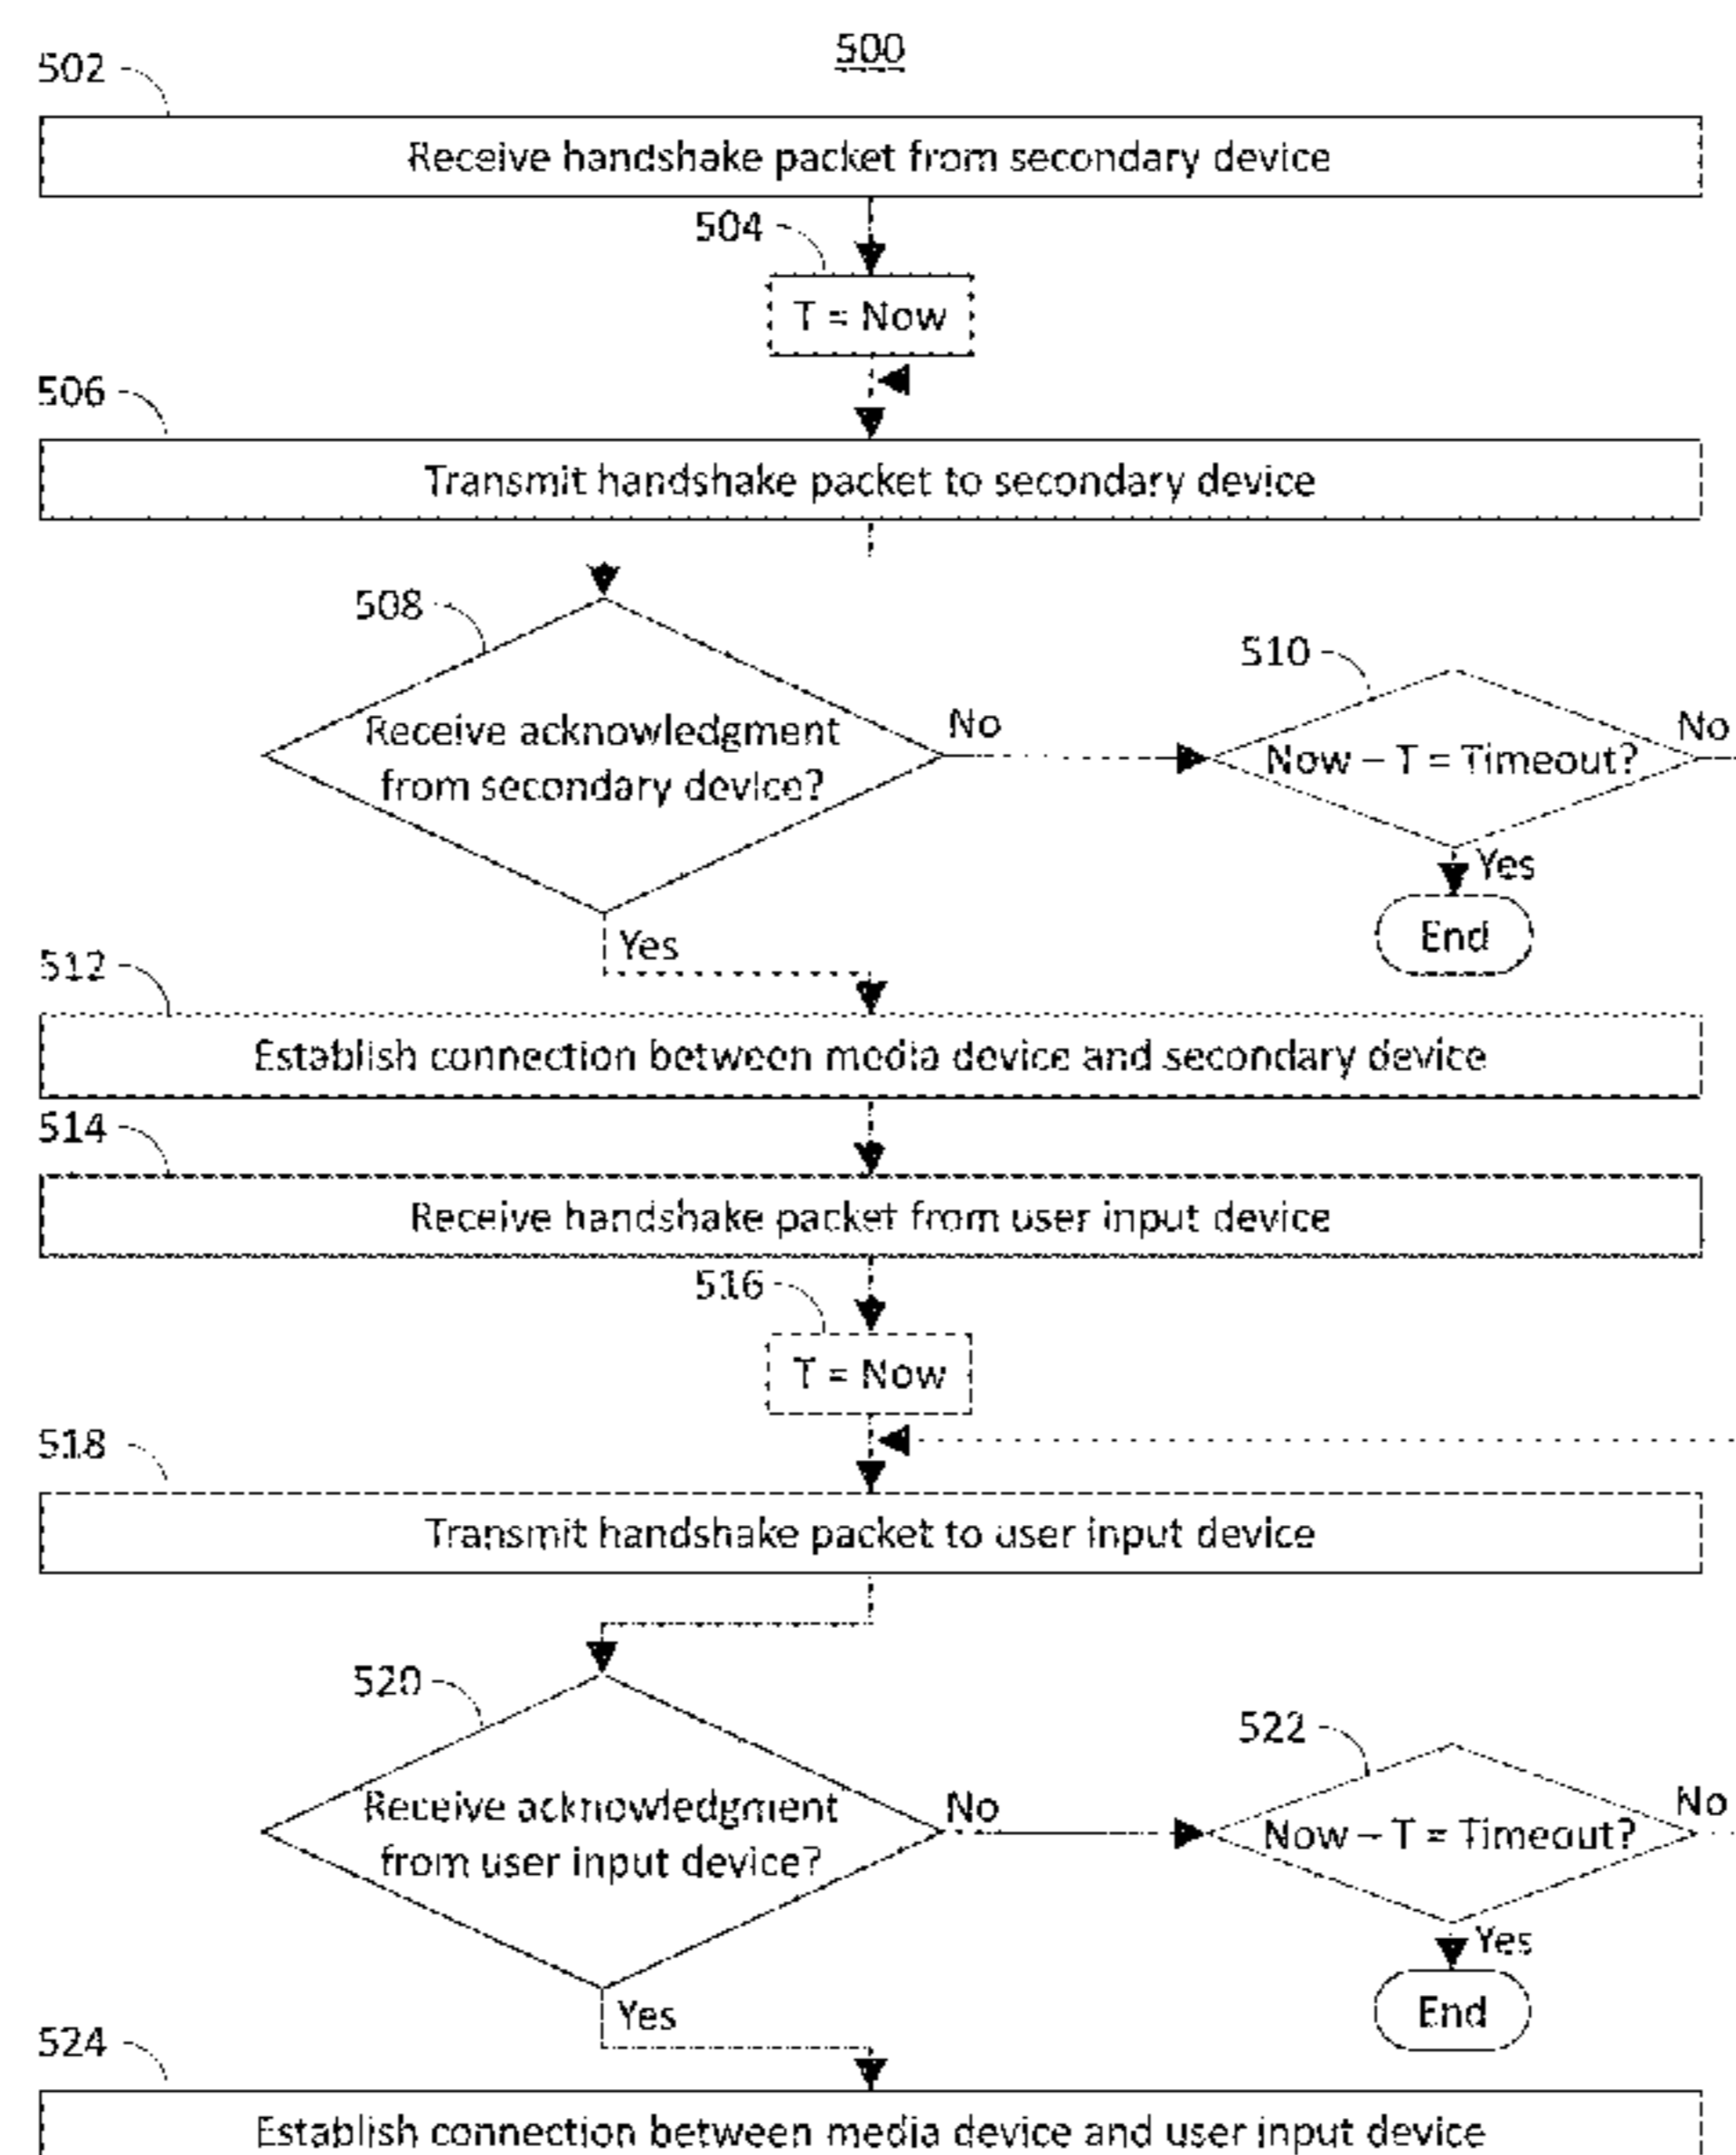 500
502
Receive handshake packet from secondary device
504
T = Now
506
Transmit handshake packet to secondary device
508
Receive acknowledgment
from secondary device?
No
510
Now – T = Timeout?
No
Yes
End
Yes
512
Establish connection between media device and secondary device
514
Receive handshake packet from user input device
516
T = Now
518
Transmit handshake packet to user input device
520
Receive acknowledgment
from user input device?
No
522
Now – T = Timeout?
No
Yes
End
Yes
524
Establish connection between media device and user input device